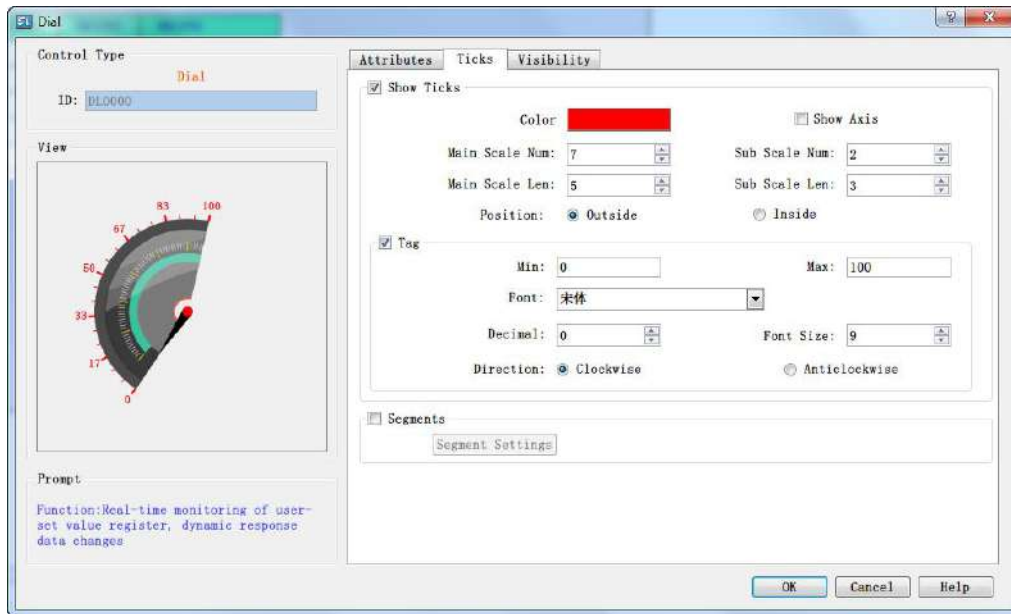 Dial
Control Type
Dial
ID: DL0000
View
0
17
33
50
67
83
100
Prompt
Function:Real-time monitoring of user-
set value register, dynamic response
data changes
Attributes Ticks Visibility
Show Ticks
Color Show Axis
Main Scale Num: 7 Sub Scale Num: 2
Main Scale Len: 5 Sub Scale Len: 3
Position: Outside Inside
Tag
Min: 0 Max: 100
Font: 宋体
Decimal: 0 Font Size: 9
Direction: Clockwise Anticlockwise
Segments
Segment Settings
OK Cancel Help